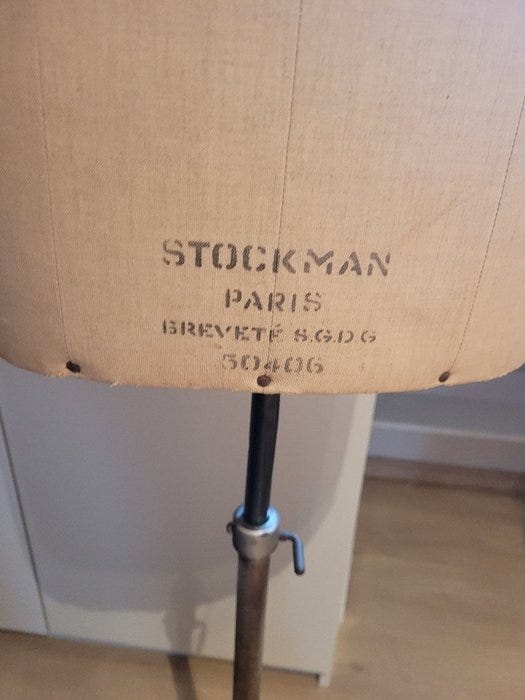 STOCKMAN
PARIS
BREVETÉ S.G.D.G
50406